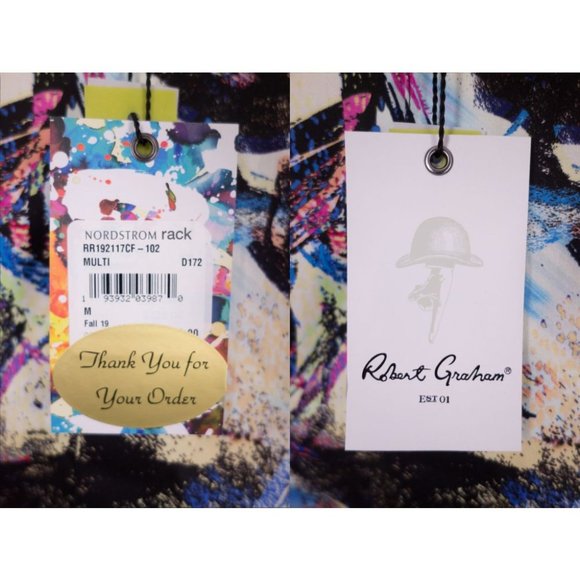 NORDSTROM rack
RR192117CF-102
MULTI D172
1 93932 03987 0
M
Fall 19
Thank You for
Your Order
Robert Graham®
EST 01